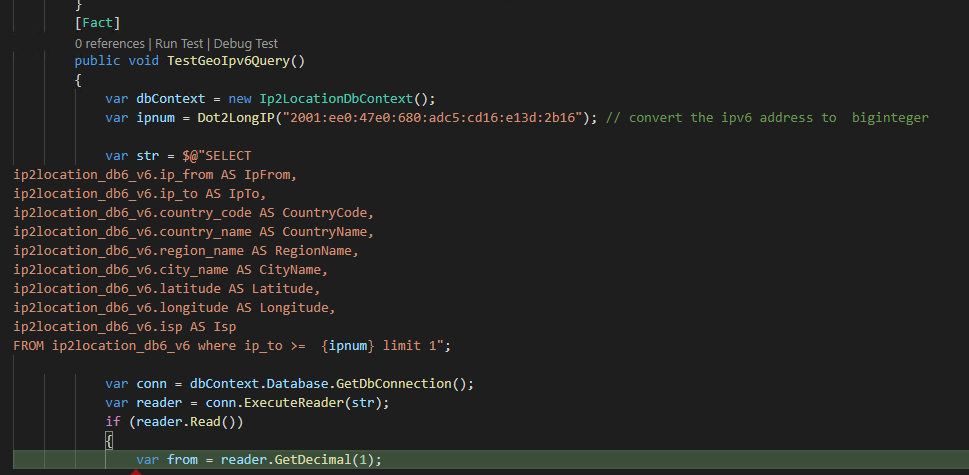 }
[Fact]
0 references | Run Test | Debug Test
public void TestGeoIpv6Query()
{
var dbContext = new Ip2LocationDbContext();
var ipnum = Dot2LongIP("2001:ee0:47e0:680:adc5:cd16:e13d:2b16"); // convert the ipv6 address to  biginteger
var str = $@"SELECT
ip2location_db6_v6.ip_from AS IpFrom,
ip2location_db6_v6.ip_to AS IpTo,
ip2location_db6_v6.country_code AS CountryCode,
ip2location_db6_v6.country_name AS CountryName,
ip2location_db6_v6.region_name AS RegionName,
ip2location_db6_v6.city_name AS CityName,
ip2location_db6_v6.latitude AS Latitude,
ip2location_db6_v6.longitude AS Longitude,
ip2location_db6_v6.isp AS Isp
FROM ip2location_db6_v6 where ip_to >=  {ipnum} limit 1";
var conn = dbContext.Database.GetDbConnection();
var reader = conn.ExecuteReader(str);
if (reader.Read())
{
var from = reader.GetDecimal(1);